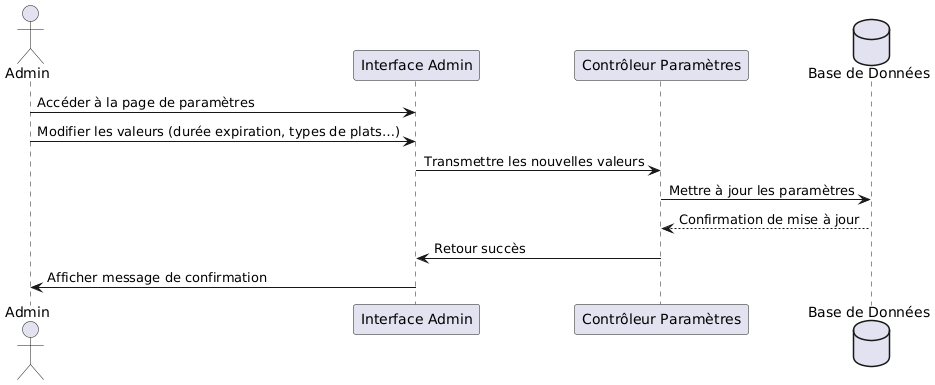 Admin
Interface Admin
Contrôleur Paramètres
Base de Données
Accéder à la page de paramètres
Modifier les valeurs (durée expiration, types de plats...)
Transmettre les nouvelles valeurs
Mettre à jour les paramètres
Confirmation de mise à jour
Retour succès
Afficher message de confirmation
Admin
Interface Admin
Contrôleur Paramètres
Base de Données